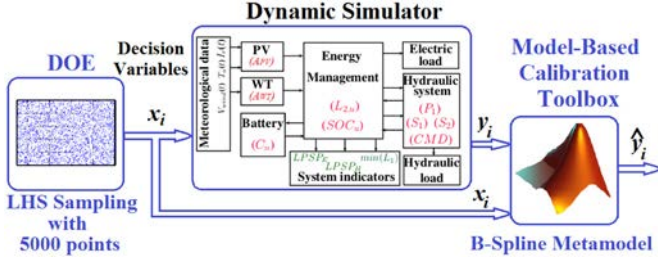 Dynamic Simulator
DOE
Decision
Variables
x_i
LHS Sampling
with
5000 points
Meteorological data
V_wind(t) T_a(t) I_r(t)
PV
(A_PV)
WT
(A_WT)
Battery
(C_n)
Energy
Management
(L_2n)
(SOC_n)
Electric
load
Hydraulic
system
(P_1)
(S_1) (S_2)
(CMD)
Hydraulic
load
LPSP_E
LPSP_H
min(L_1)
System indicators
y_i
x_i
Model-Based
Calibration
Toolbox
ŷ_i
B-Spline Metamodel